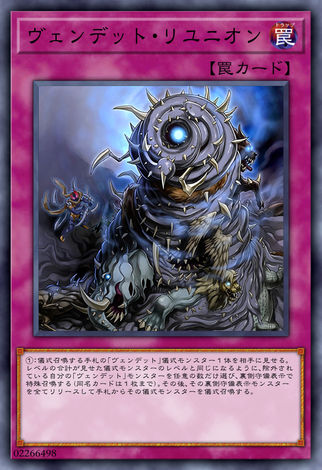 ヴェンデット・リユニオン
トラップ
罠
【罠カード】
①:儀式召喚する手札の「ヴェンデット」儀式モンスター1体を相手に見せる。
レベルの合計が見せた儀式モンスターのレベルと同じになるように、除外され
ている自分の「ヴェンデット」モンスターを任意の数だけ選び、裏側守備表示で
特殊召喚する(同名カードは1枚まで)。その後、その裏側守備表示モンスター
を全てリリースして手札からその儀式モンスターを儀式召喚する。
02266498